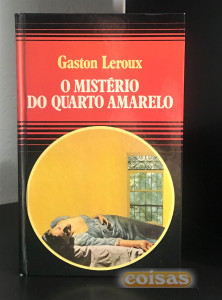 Gaston Leroux
O MISTÉRIO
DO QUARTO AMARELO
coisas